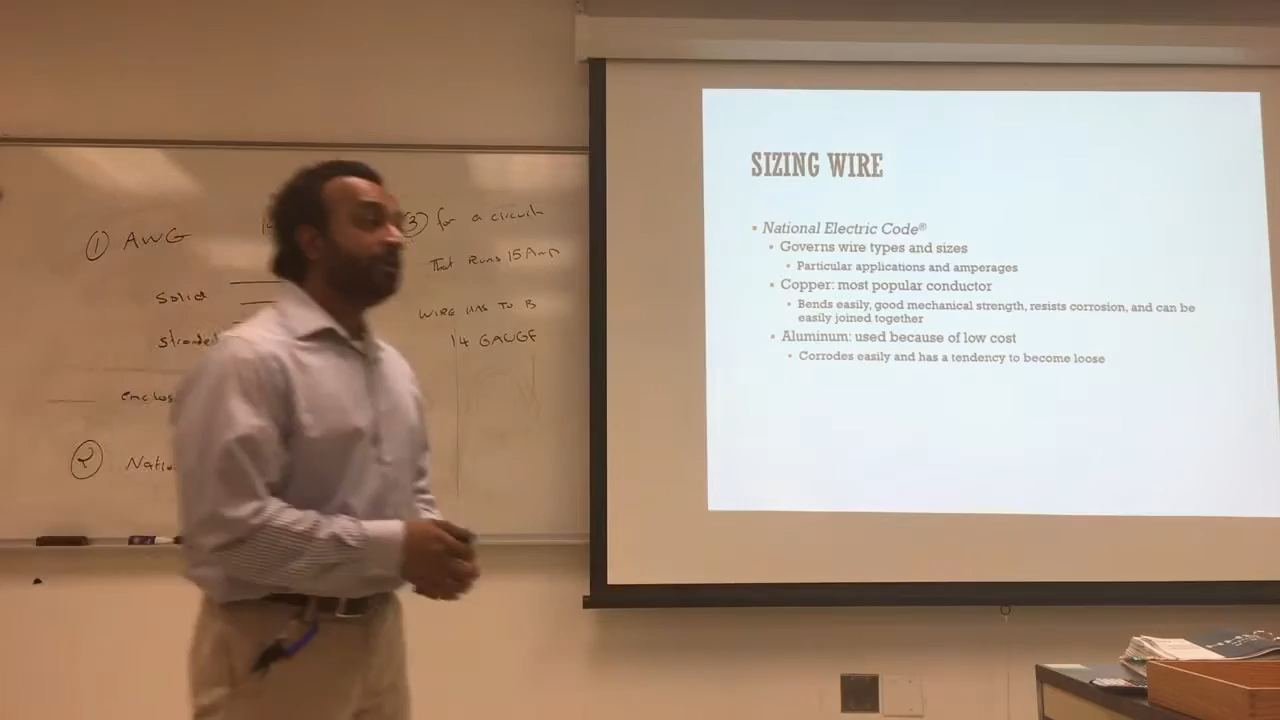 ① AWG
Solid
stranded
enclos
② Natio
③ for a circuit
That Runs 15 Amp
WIRE HAS TO B
14 GAUGE
SIZING WIRE
National Electric Code®
Governs wire types and sizes
Particular applications and amperages
Copper: most popular conductor
Bends easily, good mechanical strength, resists corrosion, and can be
easily joined together
Aluminum: used because of low cost
Corrodes easily and has a tendency to become loose